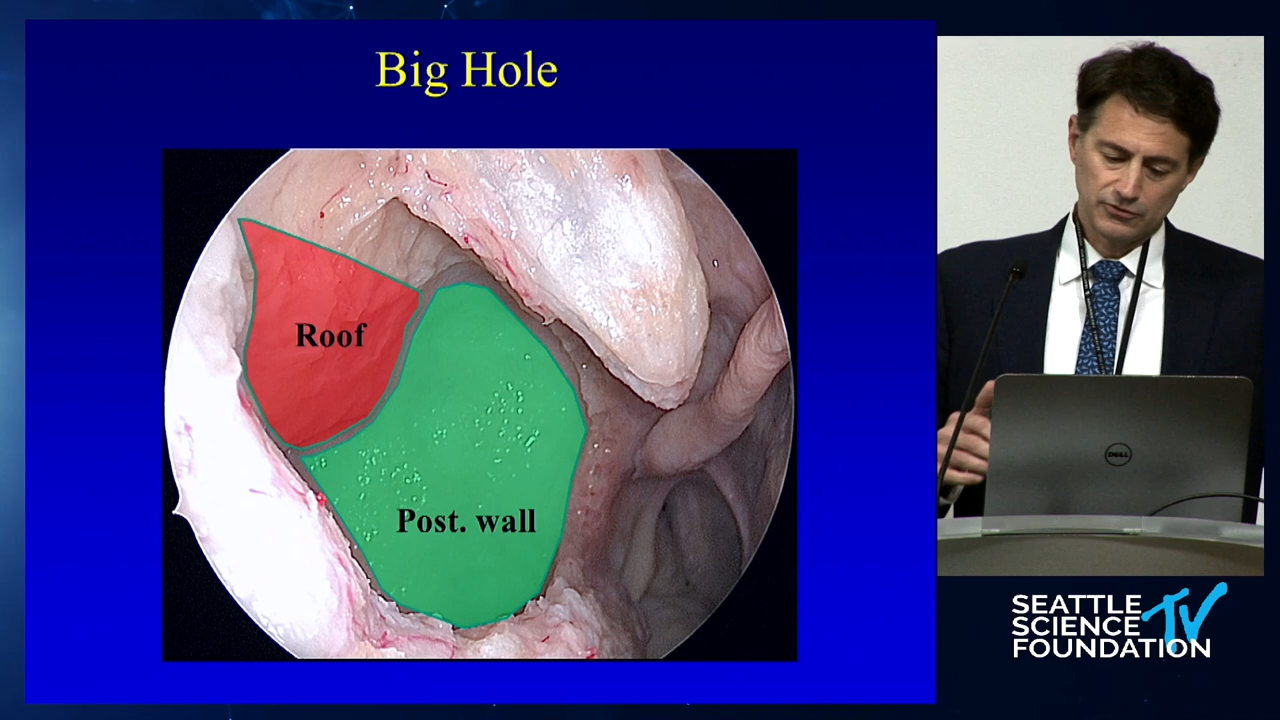 Big Hole
Roof
Post. wall
DELL
SEATTLE
SCIENCE TV
FOUNDATION